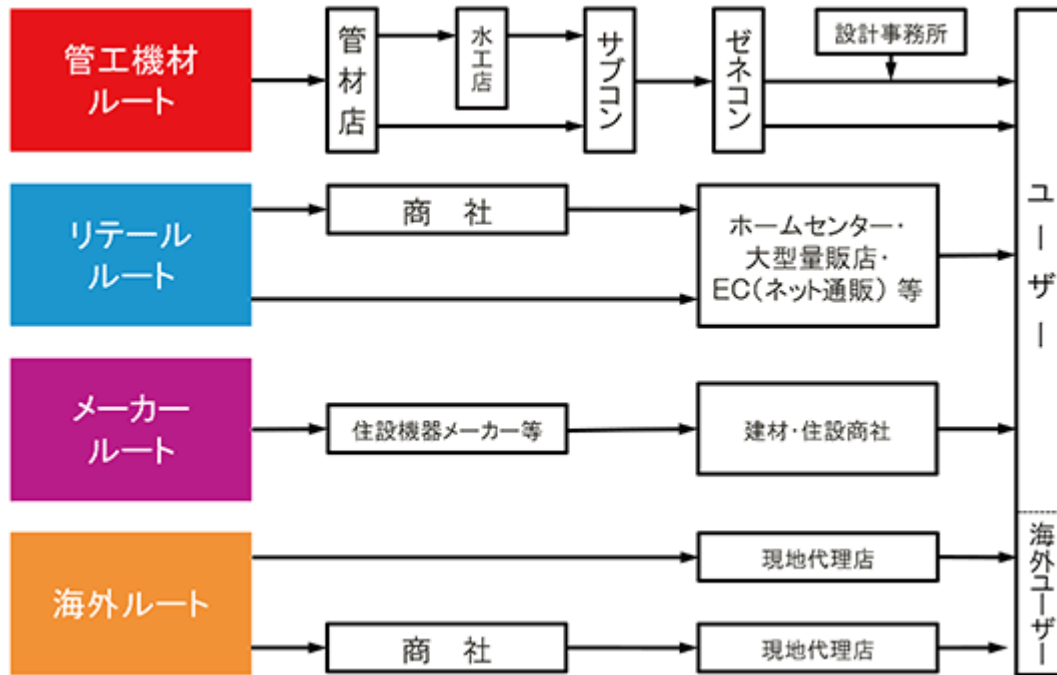 管工機材
ルート
管材店
水工店
サブコン
ゼネコン
設計事務所
ユーザー
リテール
ルート
商 社
ホームセンター・
大型量販店・
EC(ネット通販) 等
メーカー
ルート
住設機器メーカー等
建材・住設商社
海外ルート
現地代理店
海外ユーザー
商 社
現地代理店